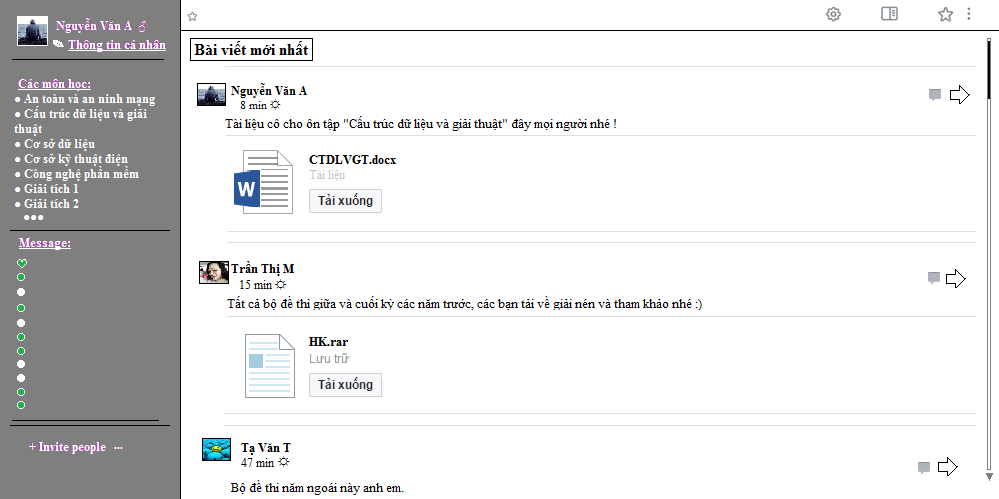 Nguyễn Văn A
Thông tin cá nhân
Các môn học:
● An toàn và an ninh mạng
● Cấu trúc dữ liệu và giải
thuật
● Cơ sở dữ liệu
● Cơ sở kỹ thuật điện
● Công nghệ phần mềm
● Giải tích 1
● Giải tích 2
●●●
Message:
+ Invite people ...
Bài viết mới nhất
Nguyễn Văn A
8 min
Tài liệu cô cho ôn tập "Cấu trúc dữ liệu và giải thuật" đây mọi người nhé !
W
CTDLVGT.docx
Tài liệu
Tải xuống
Trần Thị M
15 min
Tất cả bộ đề thi giữa và cuối kỳ các năm trước, các bạn tải về giải nén và tham khảo nhé :)
HK.rar
Lưu trữ
Tải xuống
Tạ Văn T
47 min
Bộ đề thi năm ngoái này anh em.